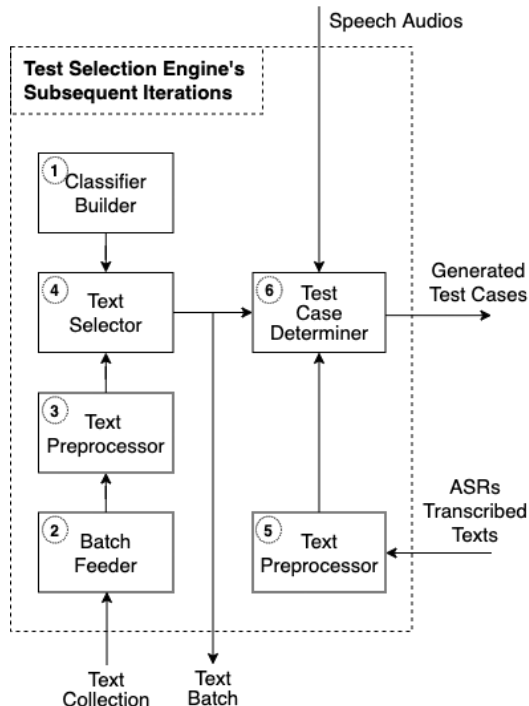 Speech Audios
Test Selection Engine's
Subsequent Iterations
1
Classifier
Builder
4
Text
Selector
6
Test
Case
Determiner
Generated
Test Cases
3
Text
Preprocessor
2
Batch
Feeder
5
Text
Preprocessor
ASRs
Transcribed
Texts
Text
Collection
Text
Batch